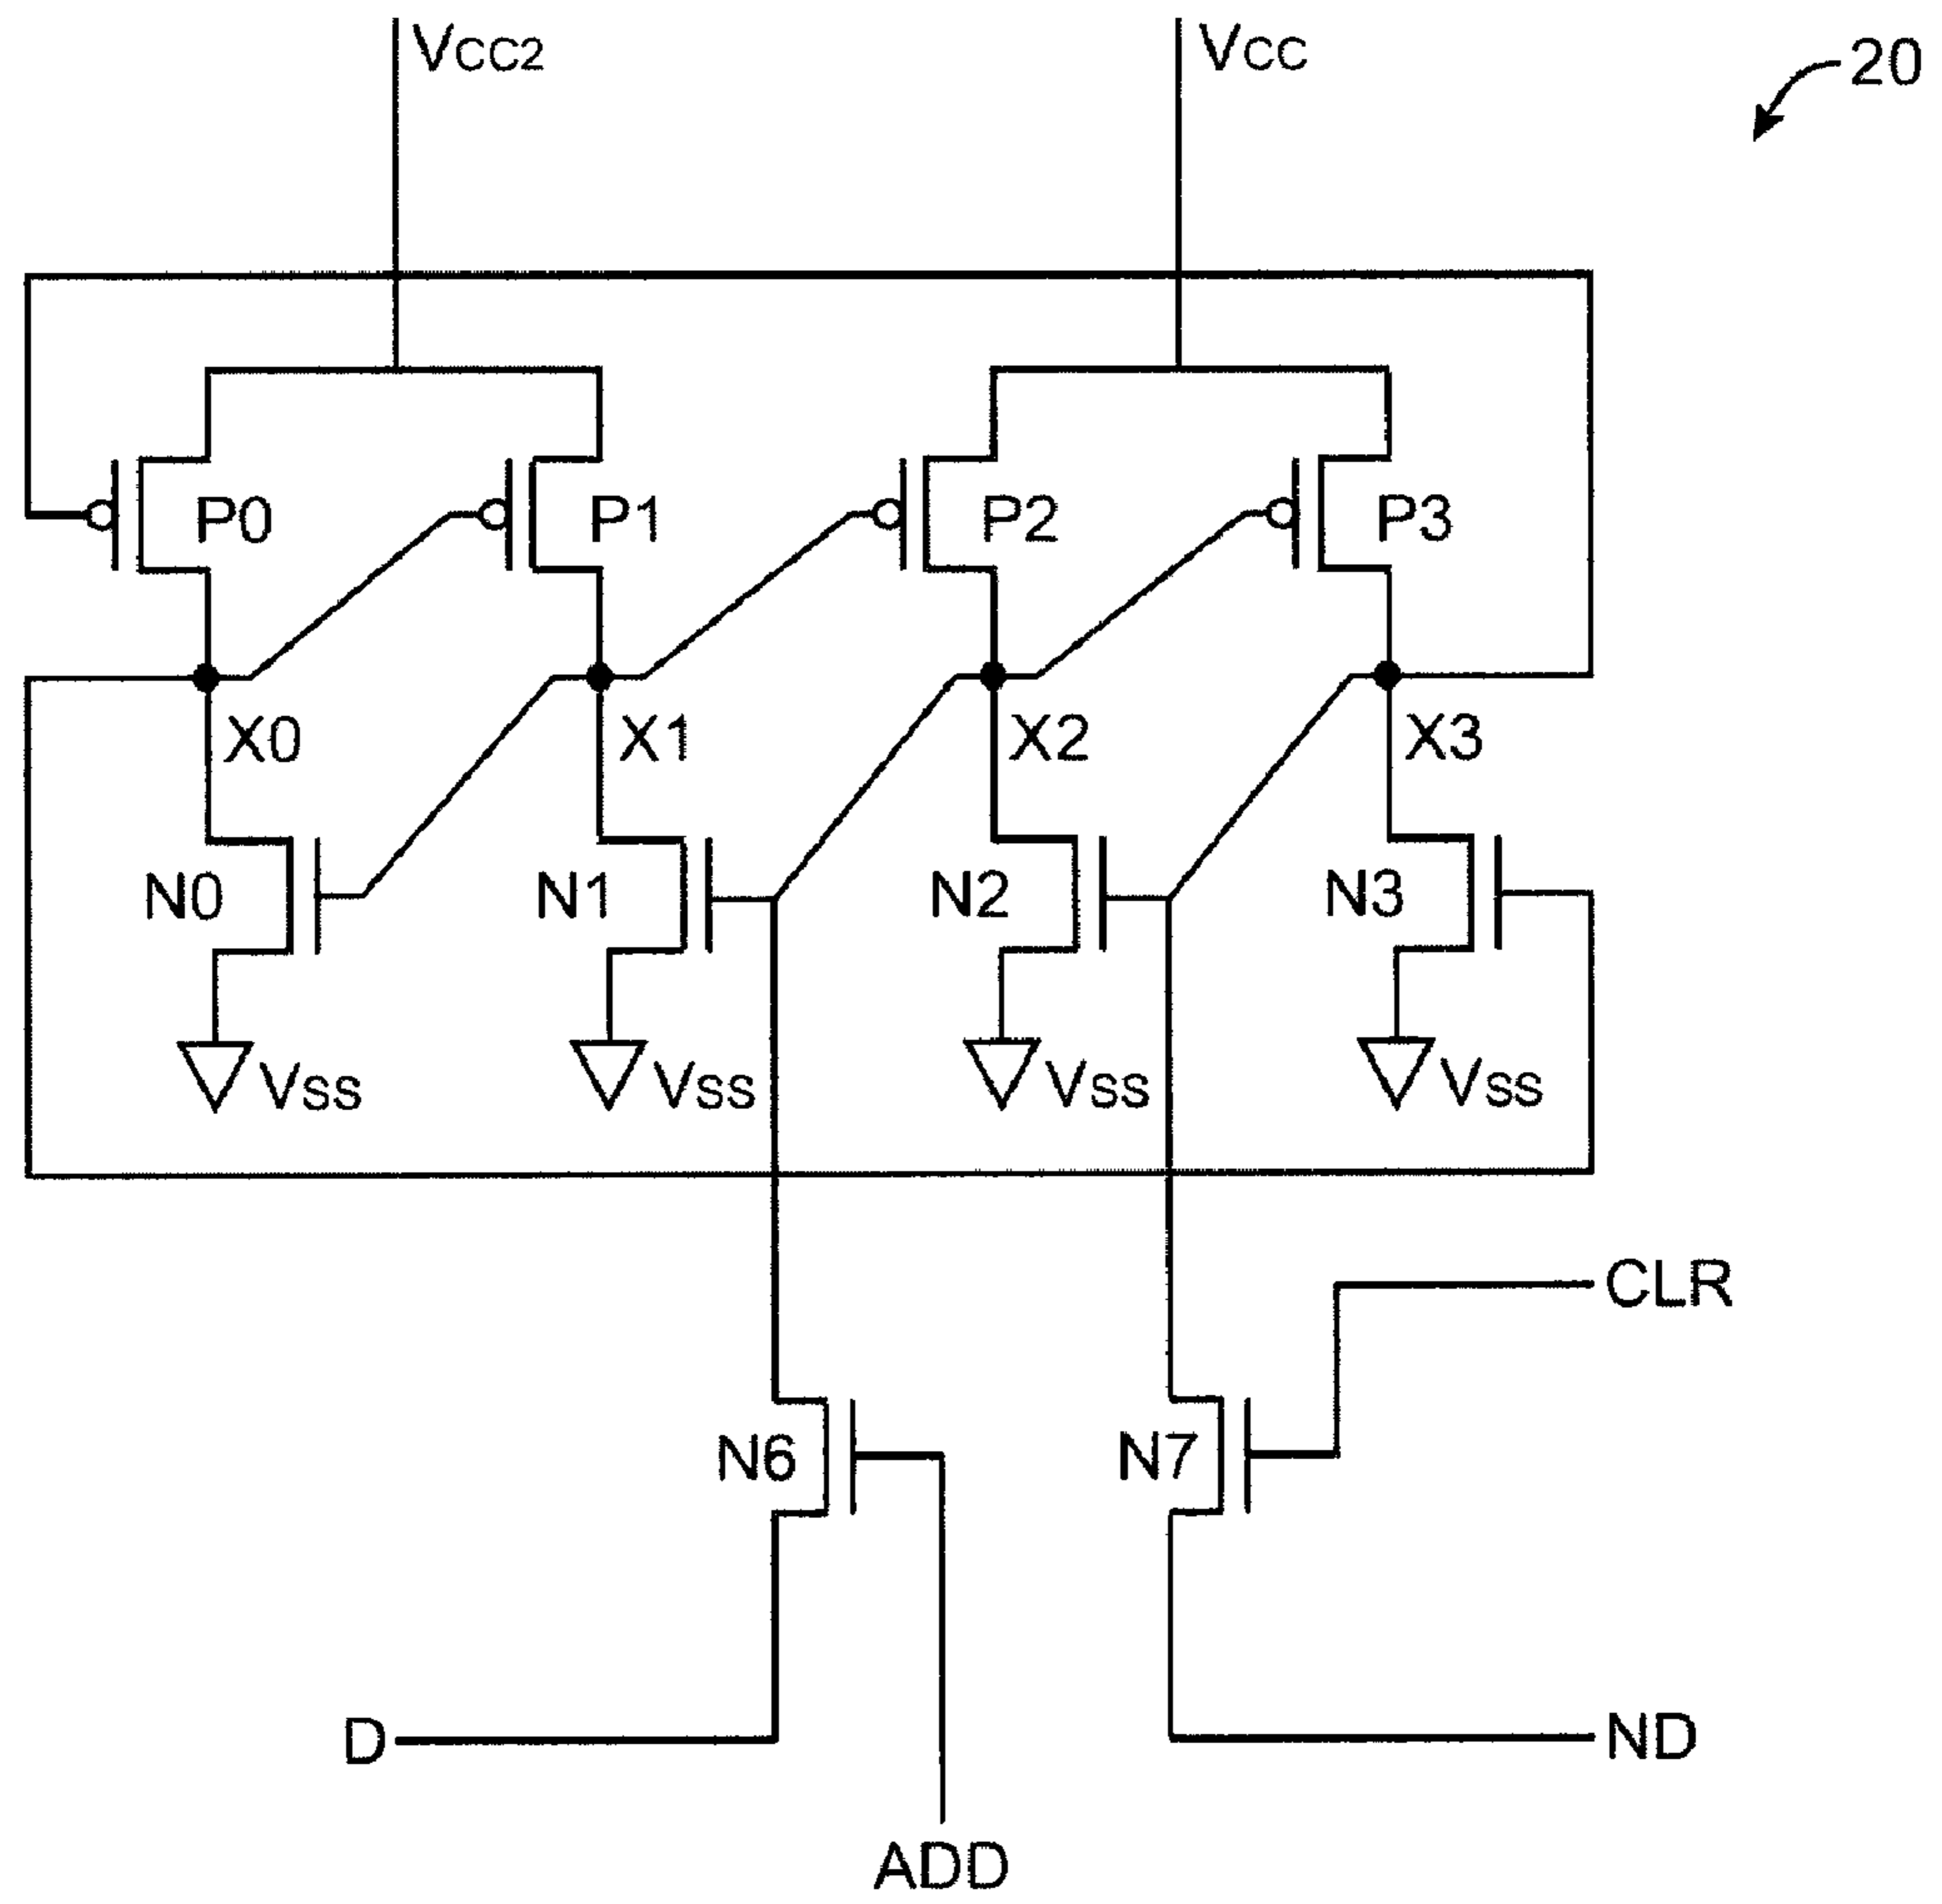 VCC2 VCC 20
P0 P1 P2 P3
X0 X1 X2 X3
N0 N1 N2 N3
VSS VSS VSS VSS
CLR
N6 N7
D ND
ADD